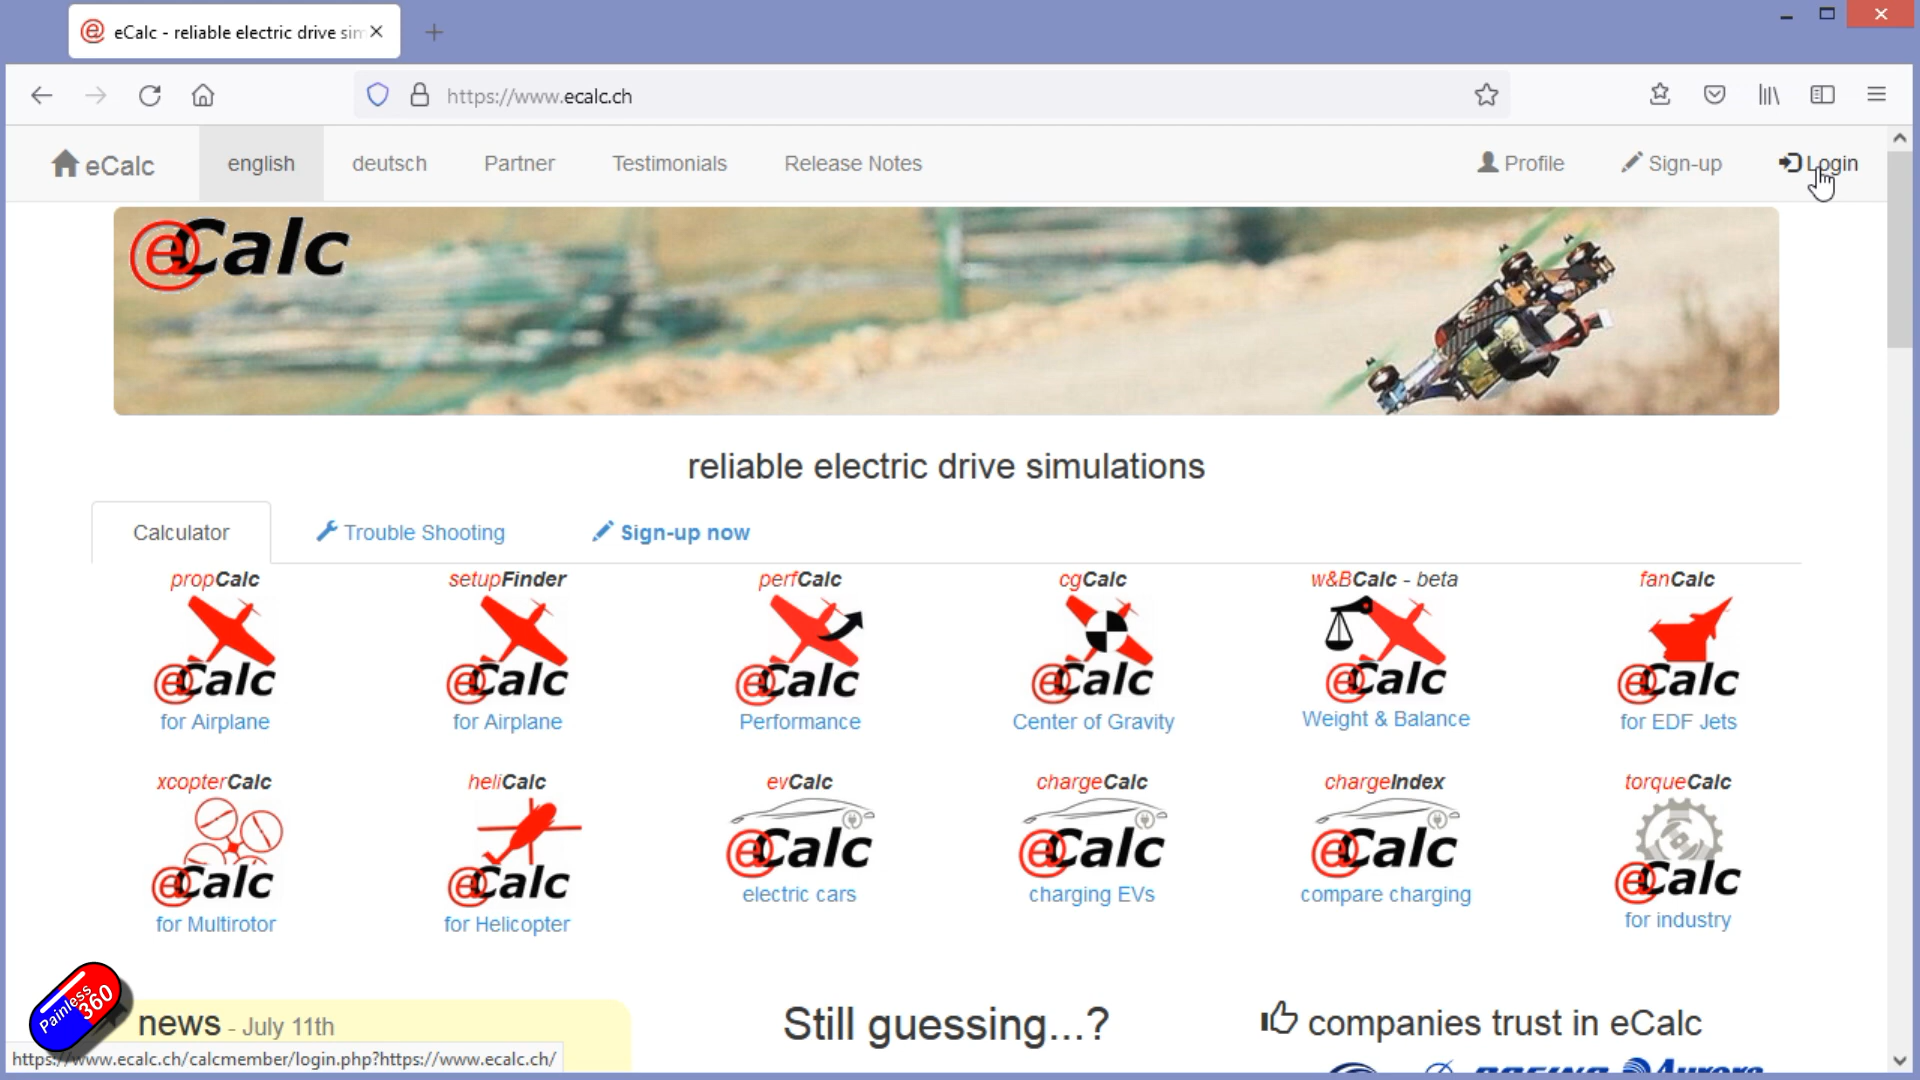 eCalc - reliable electric drive sim
https://www.ecalc.ch
eCalc
english
deutsch
Partner
Testimonials
Release Notes
Profile
Sign-up
Login
eCalc
reliable electric drive simulations
Calculator
Trouble Shooting
Sign-up now
propCalc
setupFinder
perfCalc
cgCalc
w&BCalc - beta
fanCalc
eCalc
eCalc
eCalc
eCalc
eCalc
eCalc
for Airplane
for Airplane
Performance
Center of Gravity
Weight & Balance
for EDF Jets
xcopterCalc
heliCalc
evCalc
chargeCalc
chargeIndex
torqueCalc
eCalc
eCalc
eCalc
eCalc
eCalc
eCalc
for Multirotor
for Helicopter
electric cars
charging EVs
compare charging
for industry
Painless
360
news - July 11th
Still guessing...?
companies trust in eCalc
https://www.ecalc.ch/calcmember/login.php?https://www.ecalc.ch/
BOEING
Aurora